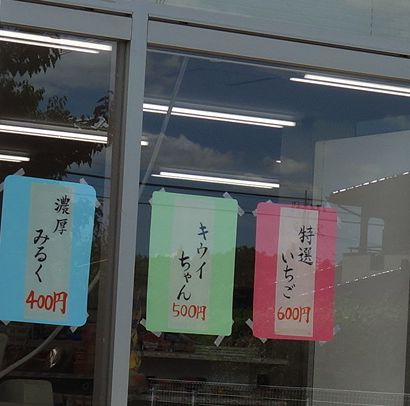 濃厚
みるく
400円
キウイ
ちゃん
500円
特選
いちご
600円